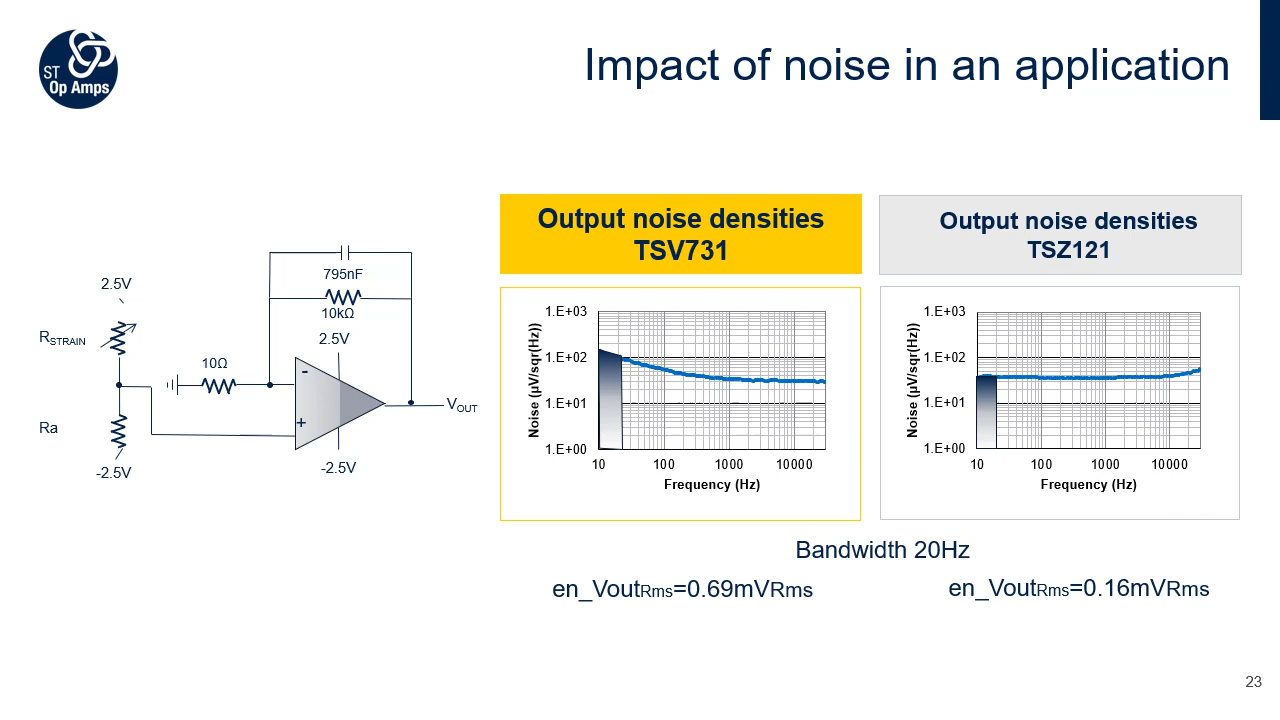 ST
Op Amps
Impact of noise in an application
2.5V
R STRAIN
Ra
-2.5V
10Ω
795nF
10kΩ
2.5V
-
+
-2.5V
VOUT
Output noise densities
TSV731
Noise (µV/sqr(Hz))
1.E+03
1.E+02
1.E+01
1.E+00
10 100 1000 10000
Frequency (Hz)
Output noise densities
TSZ121
Noise (µV/sqr(Hz))
1.E+03
1.E+02
1.E+01
1.E+00
10 100 1000 10000
Frequency (Hz)
Bandwidth 20Hz
en_VoutRms=0.69mVRms
en_VoutRms=0.16mVRms
23